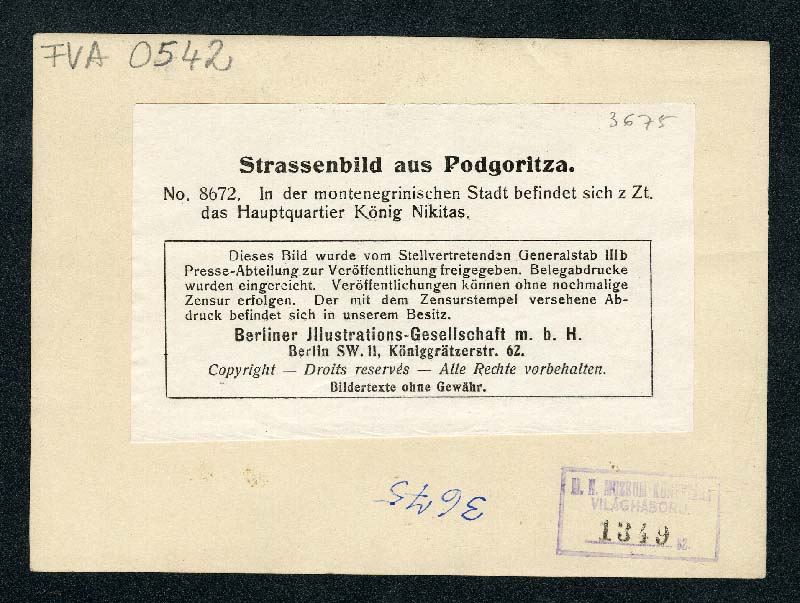 FVA 0542
3675
Strassenbild aus Podgoritza.
No. 8672. In der montenegrinischen Stadt befindet sich z Zt.
das Hauptquartier König Nikitas.
Dieses Bild wurde vom Stellvertretenden Generalstab IIIb
Presse-Abteilung zur Veröffentlichung freigegeben. Belegabdrucke
wurden eingereicht. Veröffentlichungen können ohne nochmalige
Zensur erfolgen. Der mit dem Zensurstempel versehene Ab-
druck befindet sich in unserem Besitz.
Berliner Jllustrations-Gesellschaft m. b. H.
Berlin SW. 11, Königgrätzerstr. 62.
Copyright — Droits reservés — Alle Rechte vorbehalten.
Bildertexte ohne Gewähr.
3675
VILÁGHÁBORU
1349